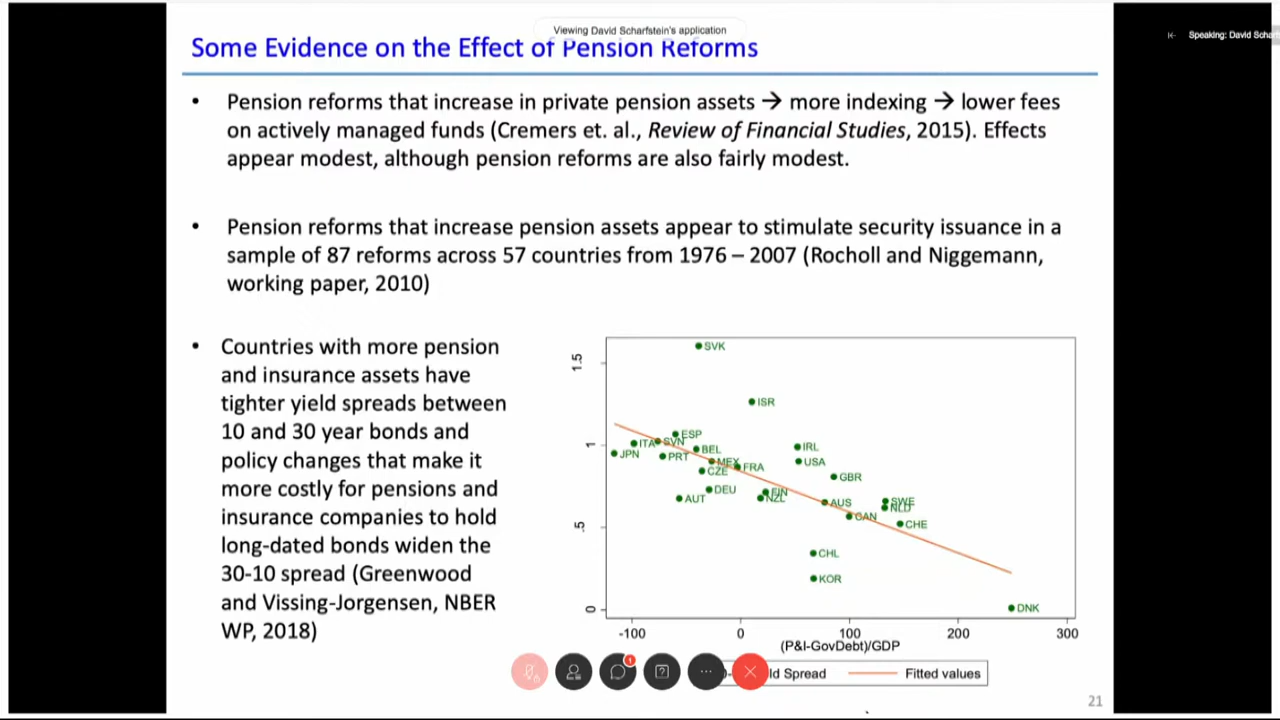 Viewing David Scharfstein's application
Speaking: David Scharfst
Some Evidence on the Effect of Pension Reforms
• Pension reforms that increase in private pension assets → more indexing → lower fees
on actively managed funds (Cremers et. al., Review of Financial Studies, 2015). Effects
appear modest, although pension reforms are also fairly modest.
• Pension reforms that increase pension assets appear to stimulate security issuance in a
sample of 87 reforms across 57 countries from 1976 – 2007 (Rocholl and Niggemann,
working paper, 2010)
• Countries with more pension
and insurance assets have
tighter yield spreads between
10 and 30 year bonds and
policy changes that make it
more costly for pensions and
insurance companies to hold
long-dated bonds widen the
30-10 spread (Greenwood
and Vissing-Jorgensen, NBER
WP, 2018)
1.5
1
.5
0
SVK
ISR
ESP
ITA
SVN
JPN
PRT
BEL
MEX
CZE
FRA
DEU
AUT
FIN
NZL
IRL
USA
GBR
AUS
CAN
SWE
NLD
CHE
CHL
KOR
DNK
-100 0 100 200 300
(P&I-GovDebt)/GDP
ld Spread Fitted values
1
21